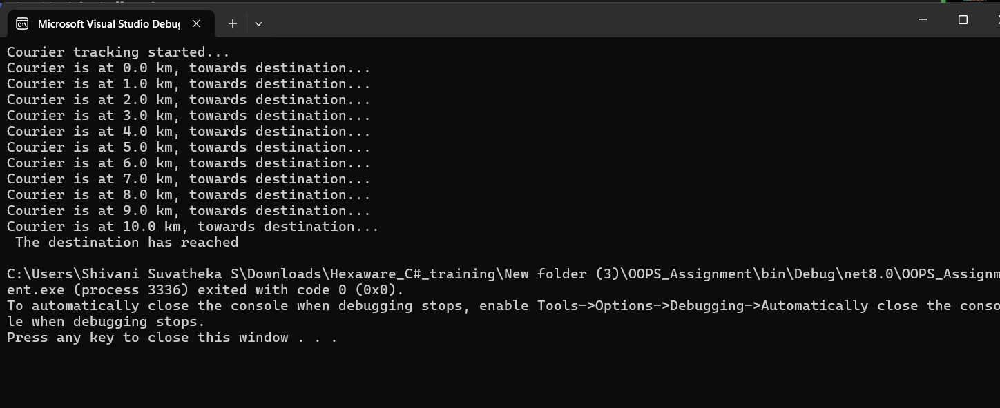 Microsoft Visual Studio Debu
Courier tracking started...
Courier is at 0.0 km, towards destination...
Courier is at 1.0 km, towards destination...
Courier is at 2.0 km, towards destination...
Courier is at 3.0 km, towards destination...
Courier is at 4.0 km, towards destination...
Courier is at 5.0 km, towards destination...
Courier is at 6.0 km, towards destination...
Courier is at 7.0 km, towards destination...
Courier is at 8.0 km, towards destination...
Courier is at 9.0 km, towards destination...
Courier is at 10.0 km, towards destination...
The destination has reached
C:\Users\Shivani Suvatheka S\Downloads\Hexaware_C#_training\New folder (3)\OOPS_Assignment\bin\Debug\net8.0\OOPS_Assignm
ent.exe (process 3336) exited with code 0 (0x0).
To automatically close the console when debugging stops, enable Tools->Options->Debugging->Automatically close the conso
le when debugging stops.
Press any key to close this window . . .